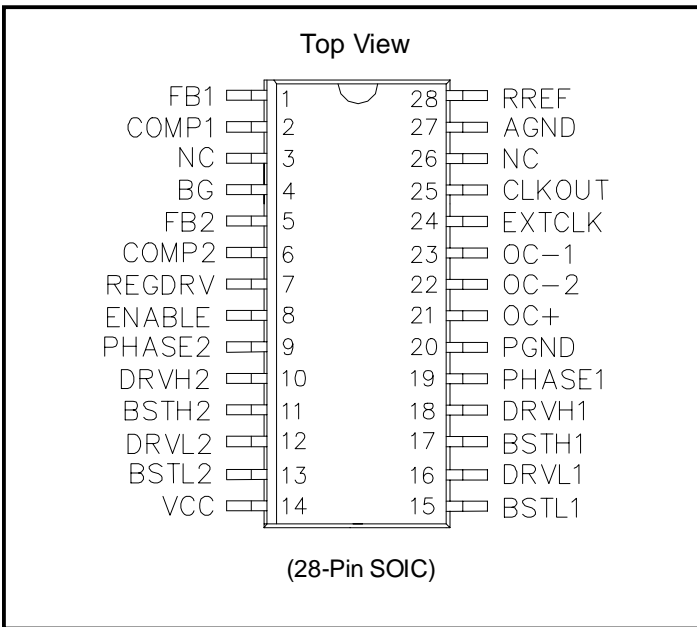 Top View
FB1 1 28 RREF
COMP1 2 27 AGND
NC 3 26 NC
BG 4 25 CLKOUT
FB2 5 24 EXTCLK
COMP2 6 23 OC-1
REGDRV 7 22 OC-2
ENABLE 8 21 OC+
PHASE2 9 20 PGND
DRVH2 10 19 PHASE1
BSTH2 11 18 DRVH1
DRVL2 12 17 BSTH1
BSTL2 13 16 DRVL1
VCC 14 15 BSTL1
(28-Pin SOIC)